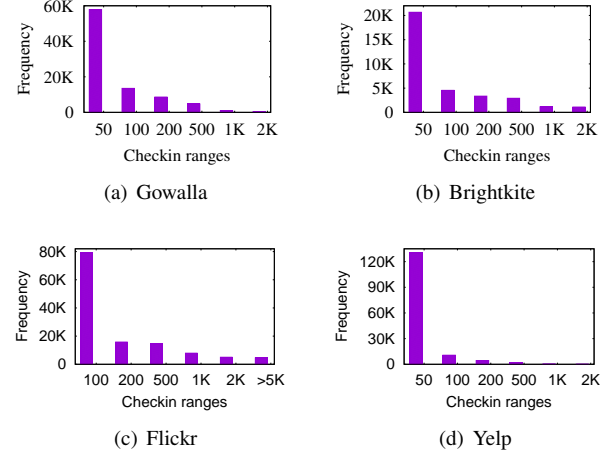 Frequency
60K
40K
20K
0
50 100 200 500 1K 2K
Checkin ranges
(a) Gowalla
Frequency
20K
15K
10K
5K
0
50 100 200 500 1K 2K
Checkin ranges
(b) Brightkite
Frequency
80K
60K
40K
20K
0
100 200 500 1K 2K >5K
Checkin ranges
(c) Flickr
Frequency
120K
90K
60K
30K
0
50 100 200 500 1K 2K
Checkin ranges
(d) Yelp